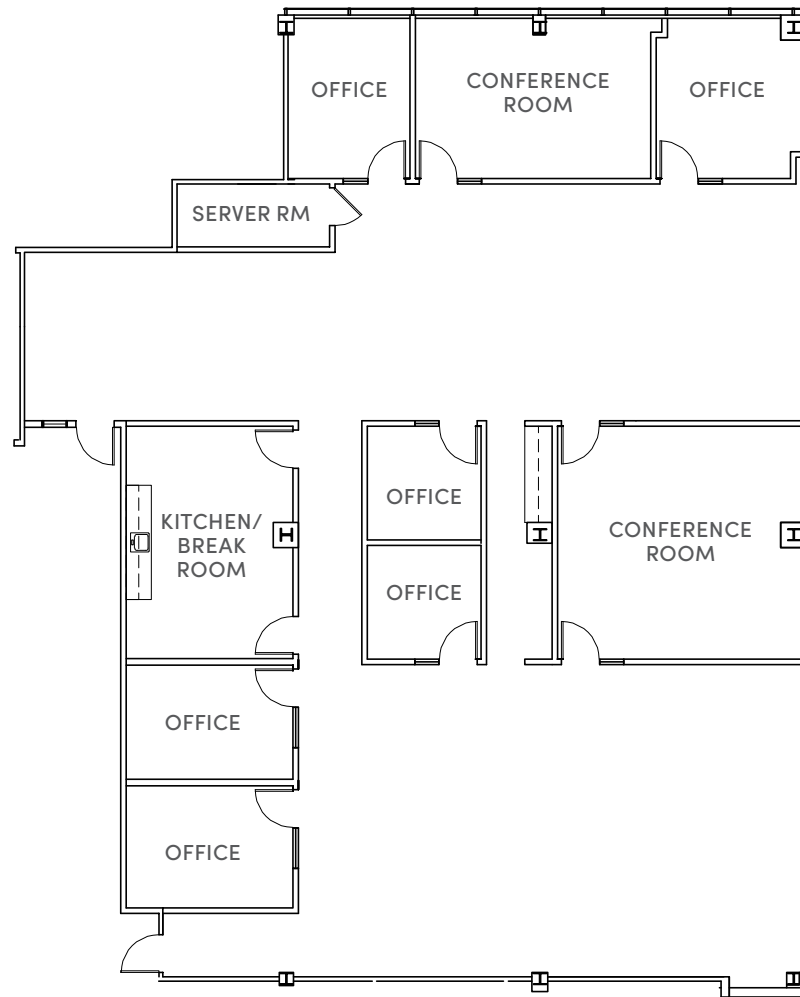 OFFICE
CONFERENCE
ROOM
OFFICE
SERVER RM
OFFICE
KITCHEN/
BREAK
ROOM
CONFERENCE
ROOM
OFFICE
OFFICE
OFFICE